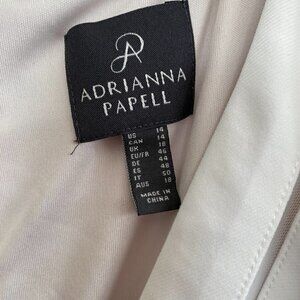 ADRIANNA
PAPELL
US 14
CAN 14
UK 18
EU/FR 46
DE 44
ES 48
IT 50
AUS 18
MADE IN
CHINA